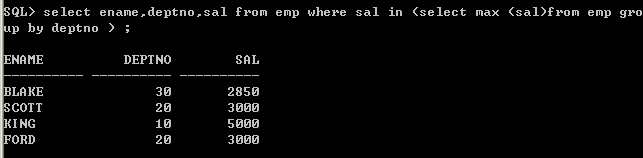 SQL> select ename,deptno,sal from emp where sal in (select max (sal)from emp gro
up by deptno ) ;
ENAME DEPTNO SAL
---------- ---------- ----------
BLAKE 30 2850
SCOTT 20 3000
KING 10 5000
FORD 20 3000